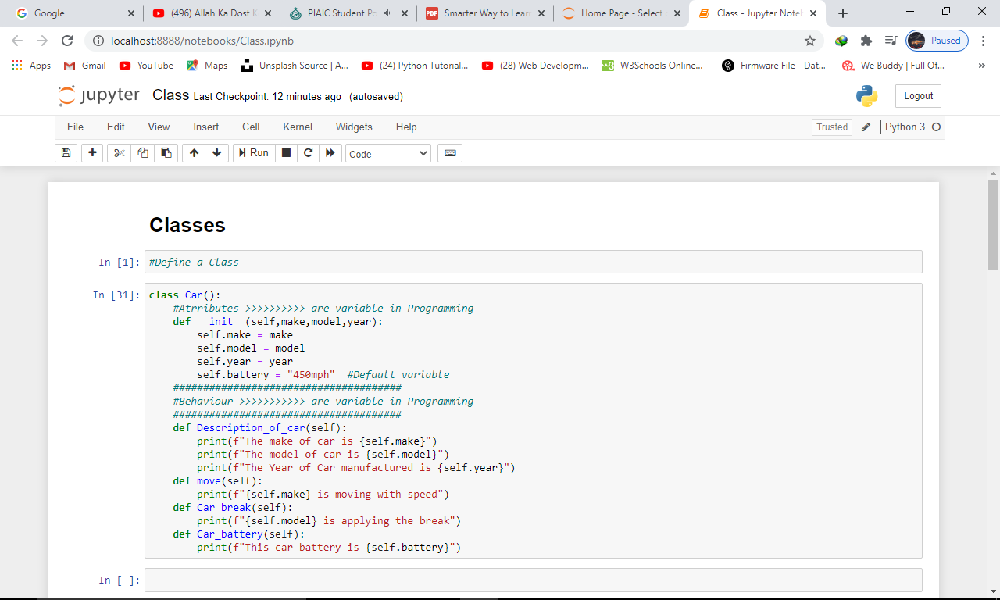 Google
(496) Allah Ka Dost K
PIAIC Student Po
PDF
Smarter Way to Lear
Home Page - Select
Class - Jupyter Note
localhost:8888/notebooks/Class.ipynb
Paused
Apps
Gmail
YouTube
Maps
Unsplash Source | A...
(24) Python Tutorial...
(28) Web Developm...
W3Schools Online...
Firmware File - Dat...
We Buddy | Full Of...
»
jupyter Class Last Checkpoint: 12 minutes ago (autosaved)
Logout
File Edit View Insert Cell Kernel Widgets Help
Trusted
Python 3
Run
Code
Classes
In [1]: #Define a Class
In [31]: class Car():
#Atrributes >>>>>>>>>> are variable in Programming
def __init__(self,make,model,year):
self.make = make
self.model = model
self.year = year
self.battery = "450mph" #Default variable
######################################
#Behaviour >>>>>>>>>>> are variable in Programming
######################################
def Description_of_car(self):
print(f"The make of car is {self.make}")
print(f"The model of car is {self.model}")
print(f"The Year of Car manufactured is {self.year}")
def move(self):
print(f"{self.make} is moving with speed")
def Car_break(self):
print(f"{self.model} is applying the break")
def Car_battery(self):
print(f"This car battery is {self.battery}")
In [ ]: